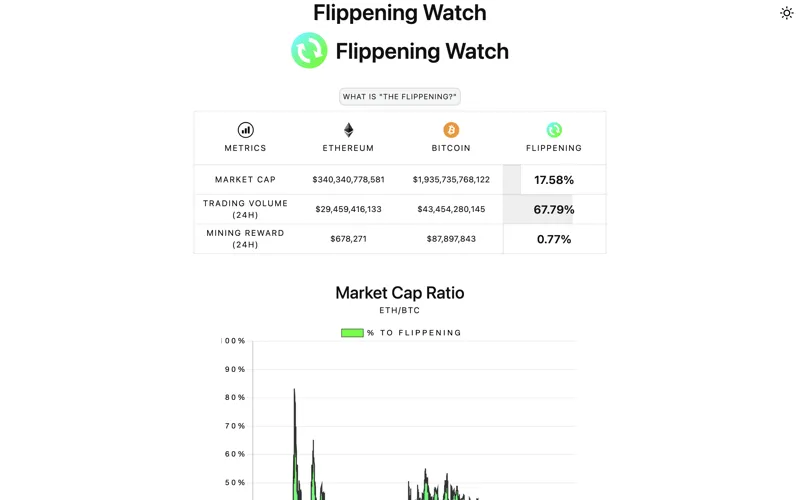 Flippening Watch
Flippening Watch
WHAT IS "THE FLIPPENING?"
METRICS ETHEREUM BITCOIN FLIPPENING
MARKET CAP $340,340,778,581 $1,935,735,768,122 17.58%
TRADING VOLUME (24H) $29,459,416,133 $43,454,280,145 67.79%
MINING REWARD (24H) $678,271 $87,897,843 0.77%
Market Cap Ratio
ETH/BTC
% TO FLIPPENING
100%
90%
80%
70%
60%
50%